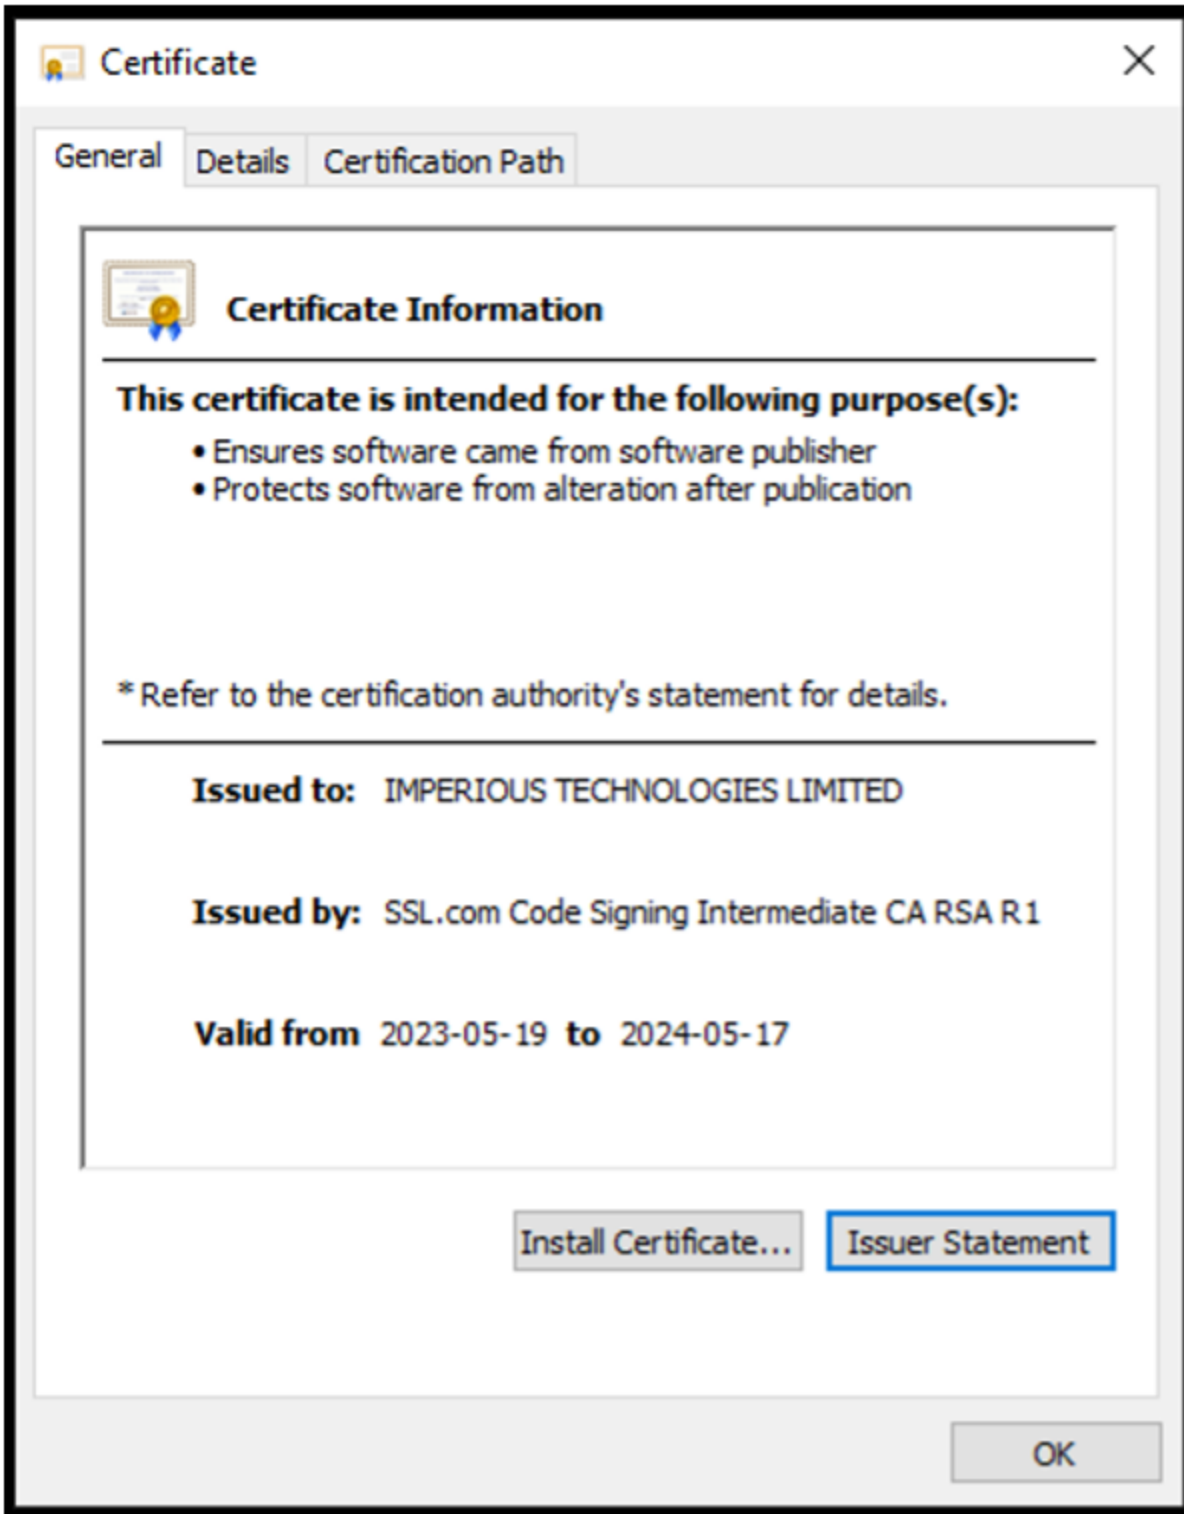 Certificate
General Details Certification Path
Certificate Information
This certificate is intended for the following purpose(s):
• Ensures software came from software publisher
• Protects software from alteration after publication
* Refer to the certification authority's statement for details.
Issued to: IMPERIOUS TECHNOLOGIES LIMITED
Issued by: SSL.com Code Signing Intermediate CA RSA R1
Valid from 2023-05-19 to 2024-05-17
Install Certificate... Issuer Statement
OK